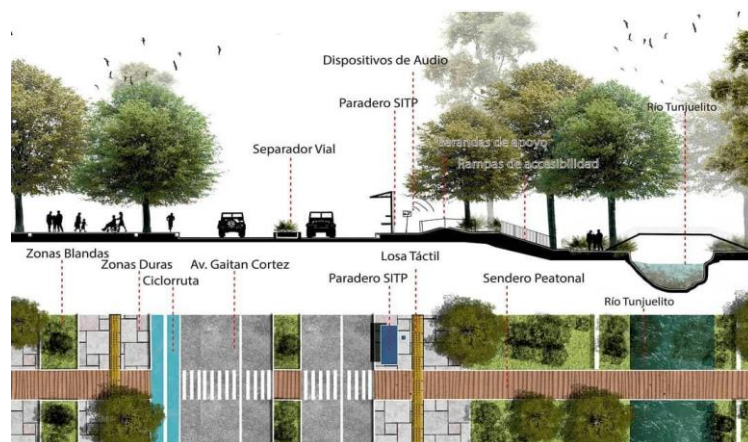 Dispositivos de Audio
Paradero SITP
Río Tunjuelito
Separador Vial
Barandas de apoyo
Rampas de accesibilidad
Zonas Blandas
Zonas Duras
Ciclorruta
Av. Gaitan Cortez
Losa Táctil
Paradero SITP
Sendero Peatonal
Río Tunjuelito